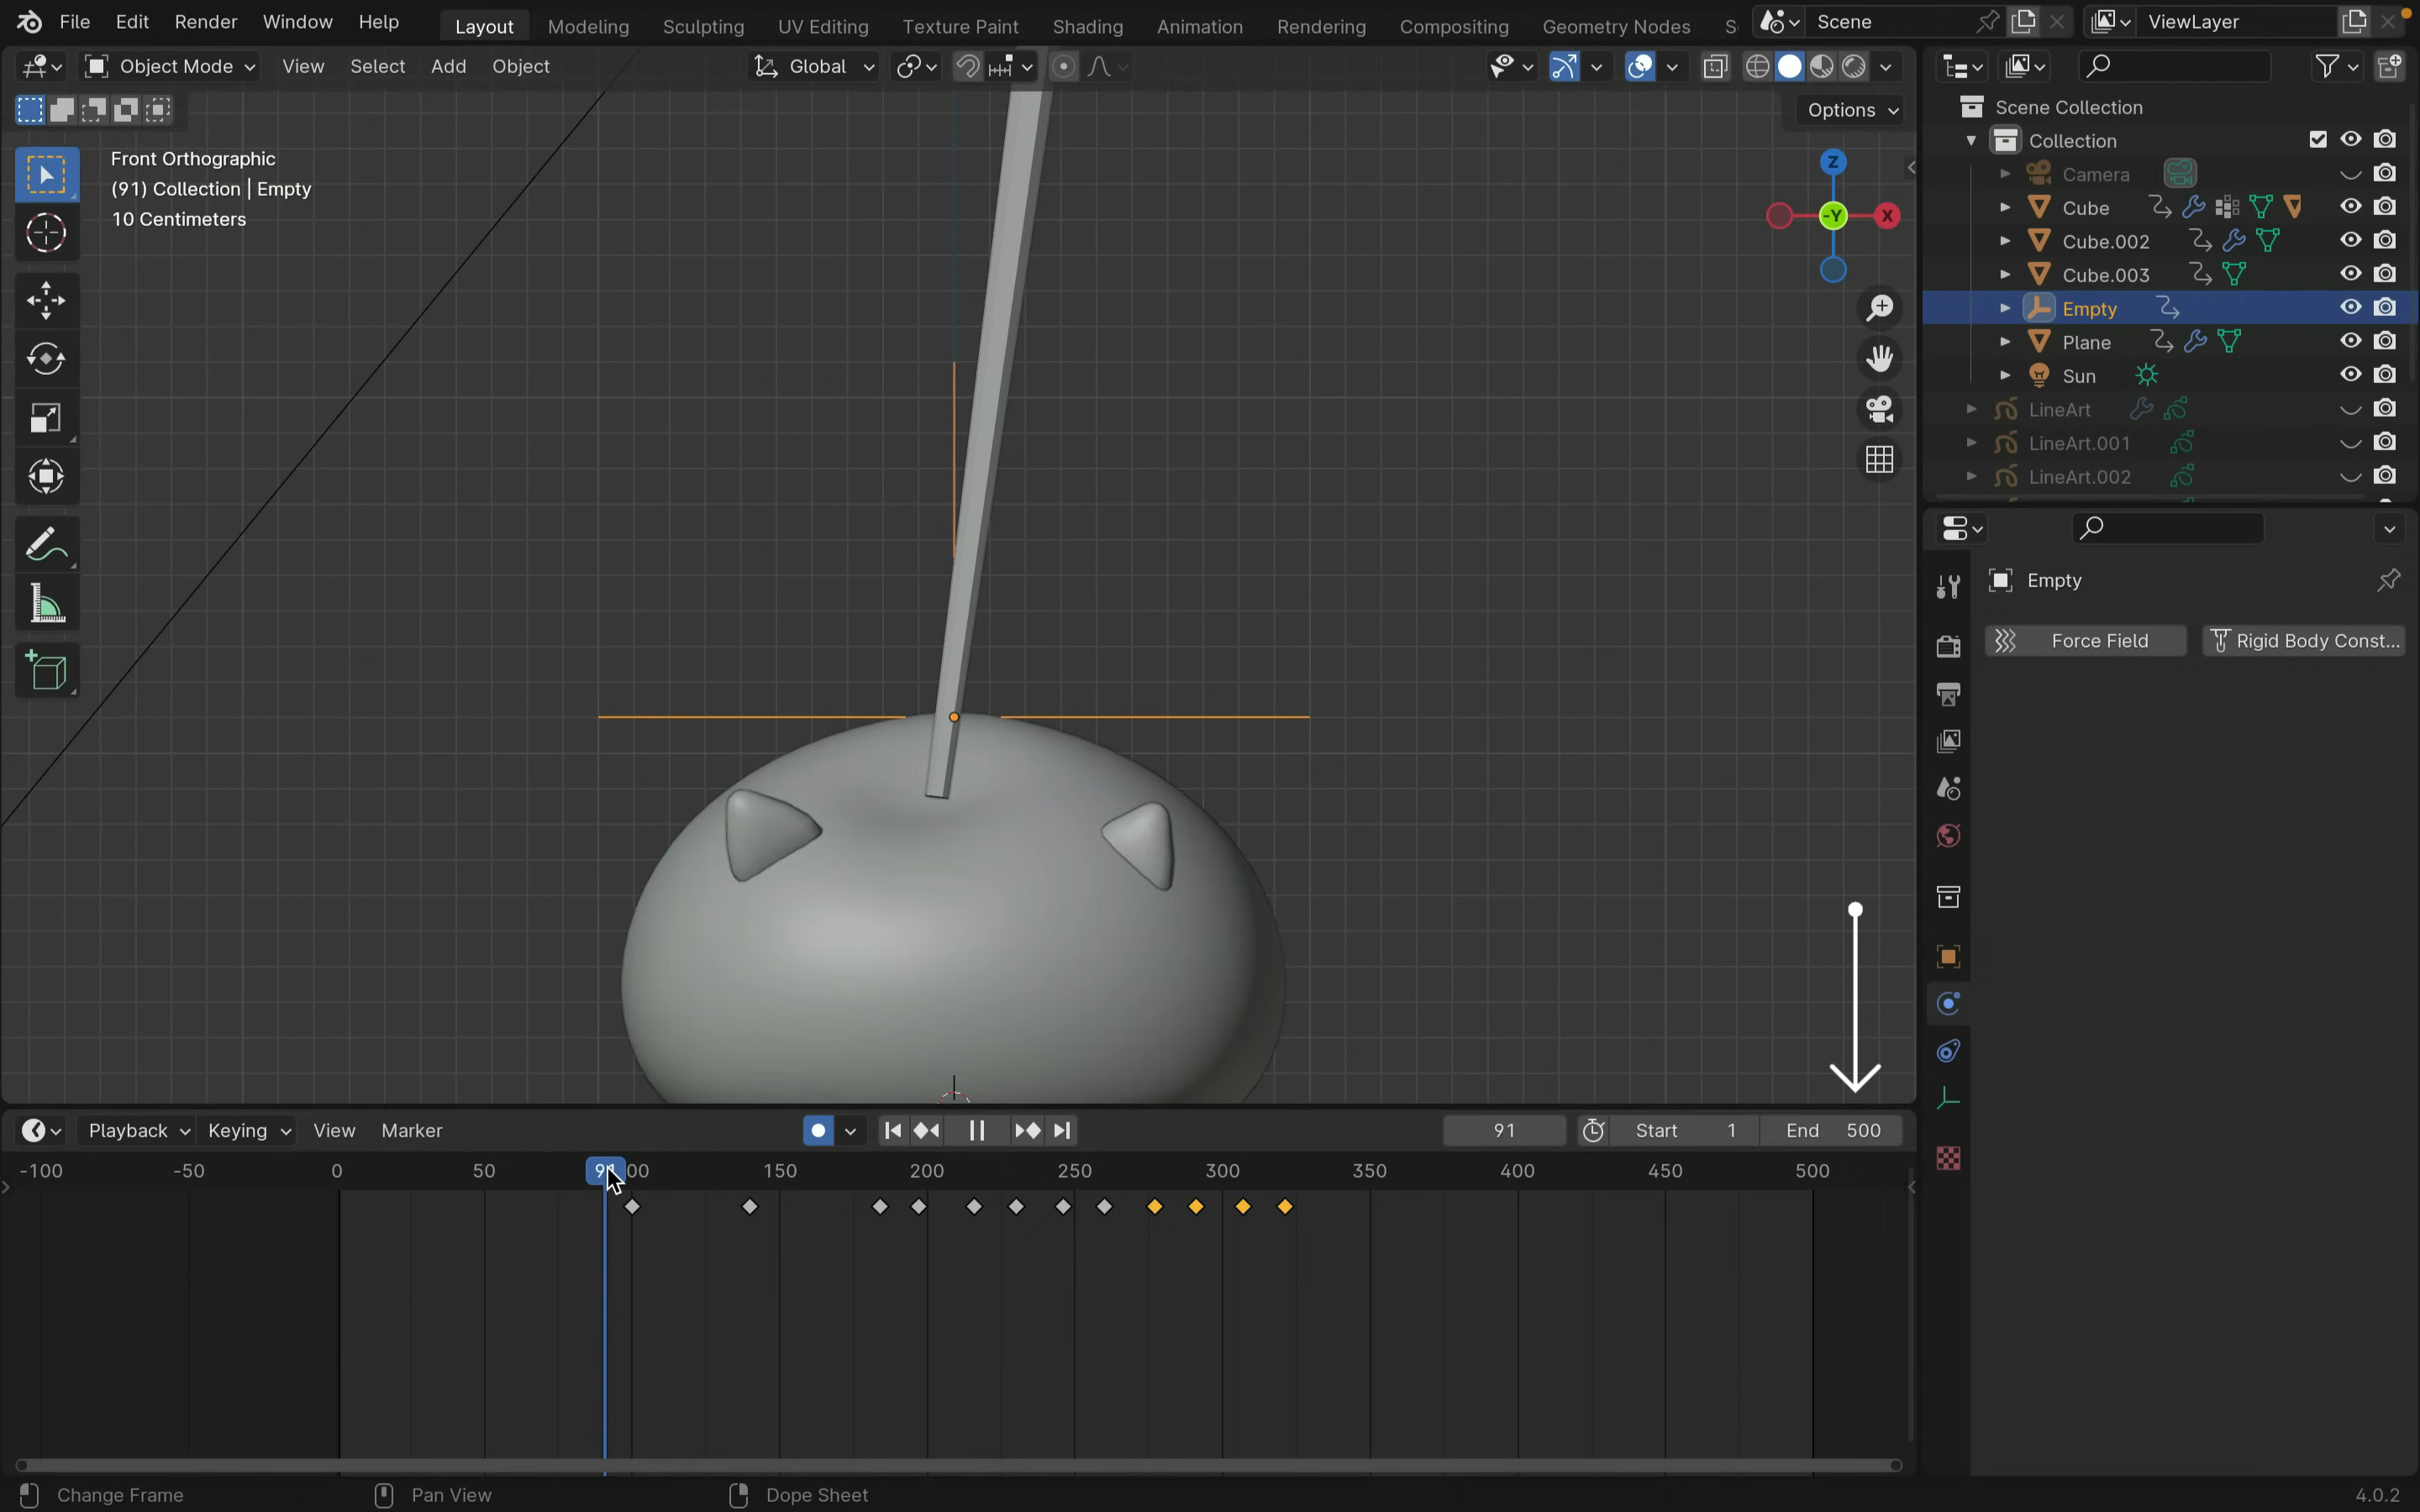 File Edit Render Window Help Layout Modeling Sculpting UV Editing Texture Paint Shading Animation Rendering Compositing Geometry Nodes Scene ViewLayer
Object Mode View Select Add Object Global
Options
Front Orthographic
(91) Collection | Empty
10 Centimeters
Z
-Y X
Scene Collection
Collection
Camera
Cube
Cube.002
Cube.003
Empty
Plane
Sun
LineArt
LineArt.001
LineArt.002
Empty
Force Field Rigid Body Const...
Playback Keying View Marker 91 Start 1 End 500
-100 -50 0 50 91 00 150 200 250 300 350 400 450 500
Change Frame Pan View Dope Sheet 4.0.2